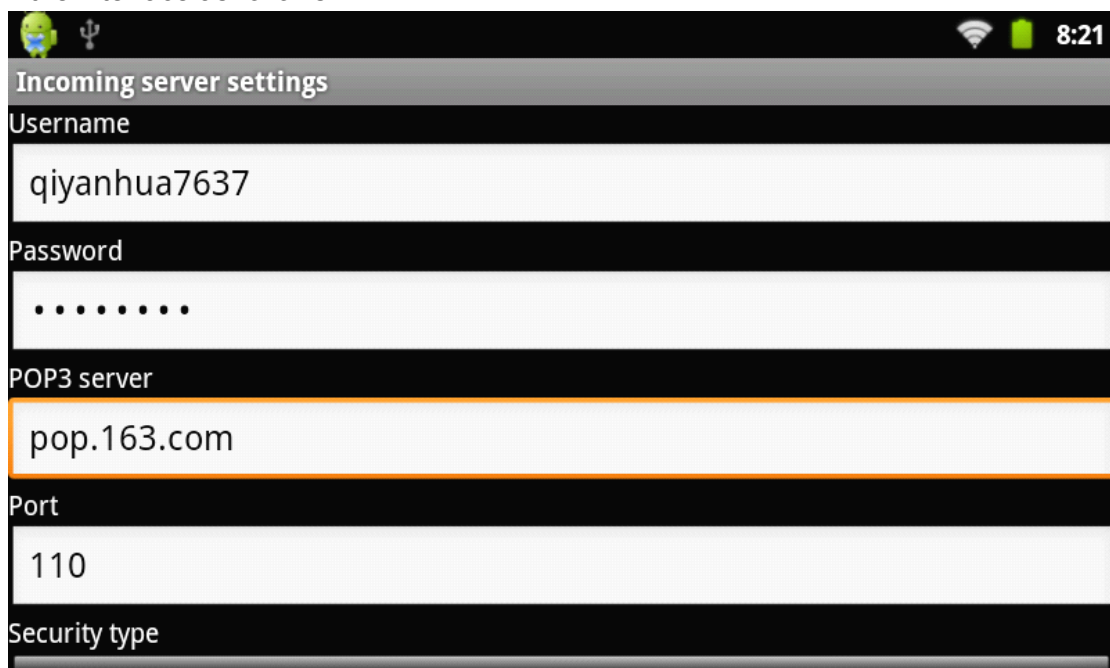 8:21
Incoming server settings
Username
qiyanhua7637
Password
••••••••
POP3 server
pop.163.com
Port
110
Security type